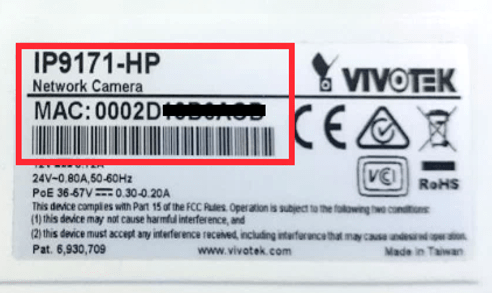 IP9171-HP
Network Camera
MAC: 0002D
VIVOTEK
CE
VCI
RoHS
24V~0.60A,50-60Hz
PoE 36-57V⎓ 0.30-0.20A
This device complies with Part 15 of the FCC Rules. Operation is subject to the following two conditions:
(1) this device may not cause harmful interference, and
(2) this device must accept any interference received, including interference that may cause undesired operation.
Pat. 6,930,709 www.vivotek.com Made in Taiwan